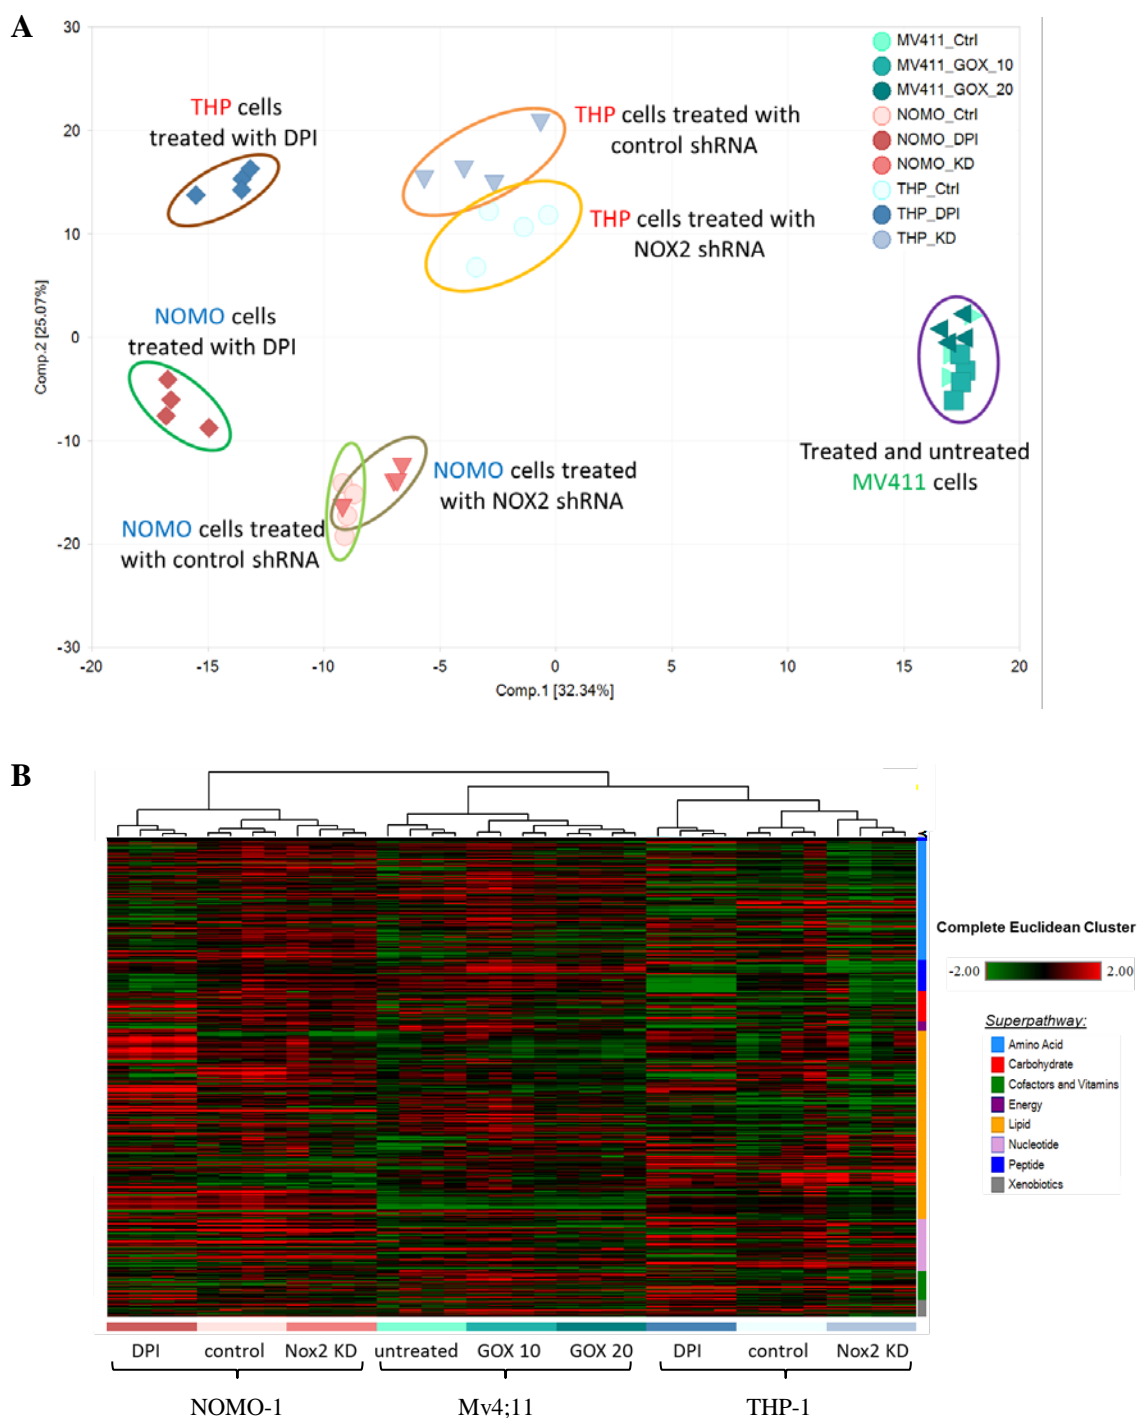 A
30
20
10
0
-10
-20
-30
-20
-15
-10
-5
0
5
10
15
20
Comp.2 [25.07%]
Comp.1 [32.34%]
MV411_Ctrl
MV411_GOX_10
MV411_GOX_20
NOMO_Ctrl
NOMO_DPI
NOMO_KD
THP_Ctrl
THP_DPI
THP_KD
THP cells
treated with DPI
THP cells treated with
control shRNA
THP cells treated with
NOX2 shRNA
NOMO cells
treated with DPI
NOMO cells treated
with NOX2 shRNA
NOMO cells treated
with control shRNA
Treated and untreated
MV411 cells
B
Complete Euclidean Cluster
-2.00
2.00
Superpathway:
Amino Acid
Carbohydrate
Cofactors and Vitamins
Energy
Lipid
Nucleotide
Peptide
Xenobiotics
DPI
control
Nox2 KD
untreated
GOX 10
GOX 20
DPI
control
Nox2 KD
NOMO-1
Mv4;11
THP-1